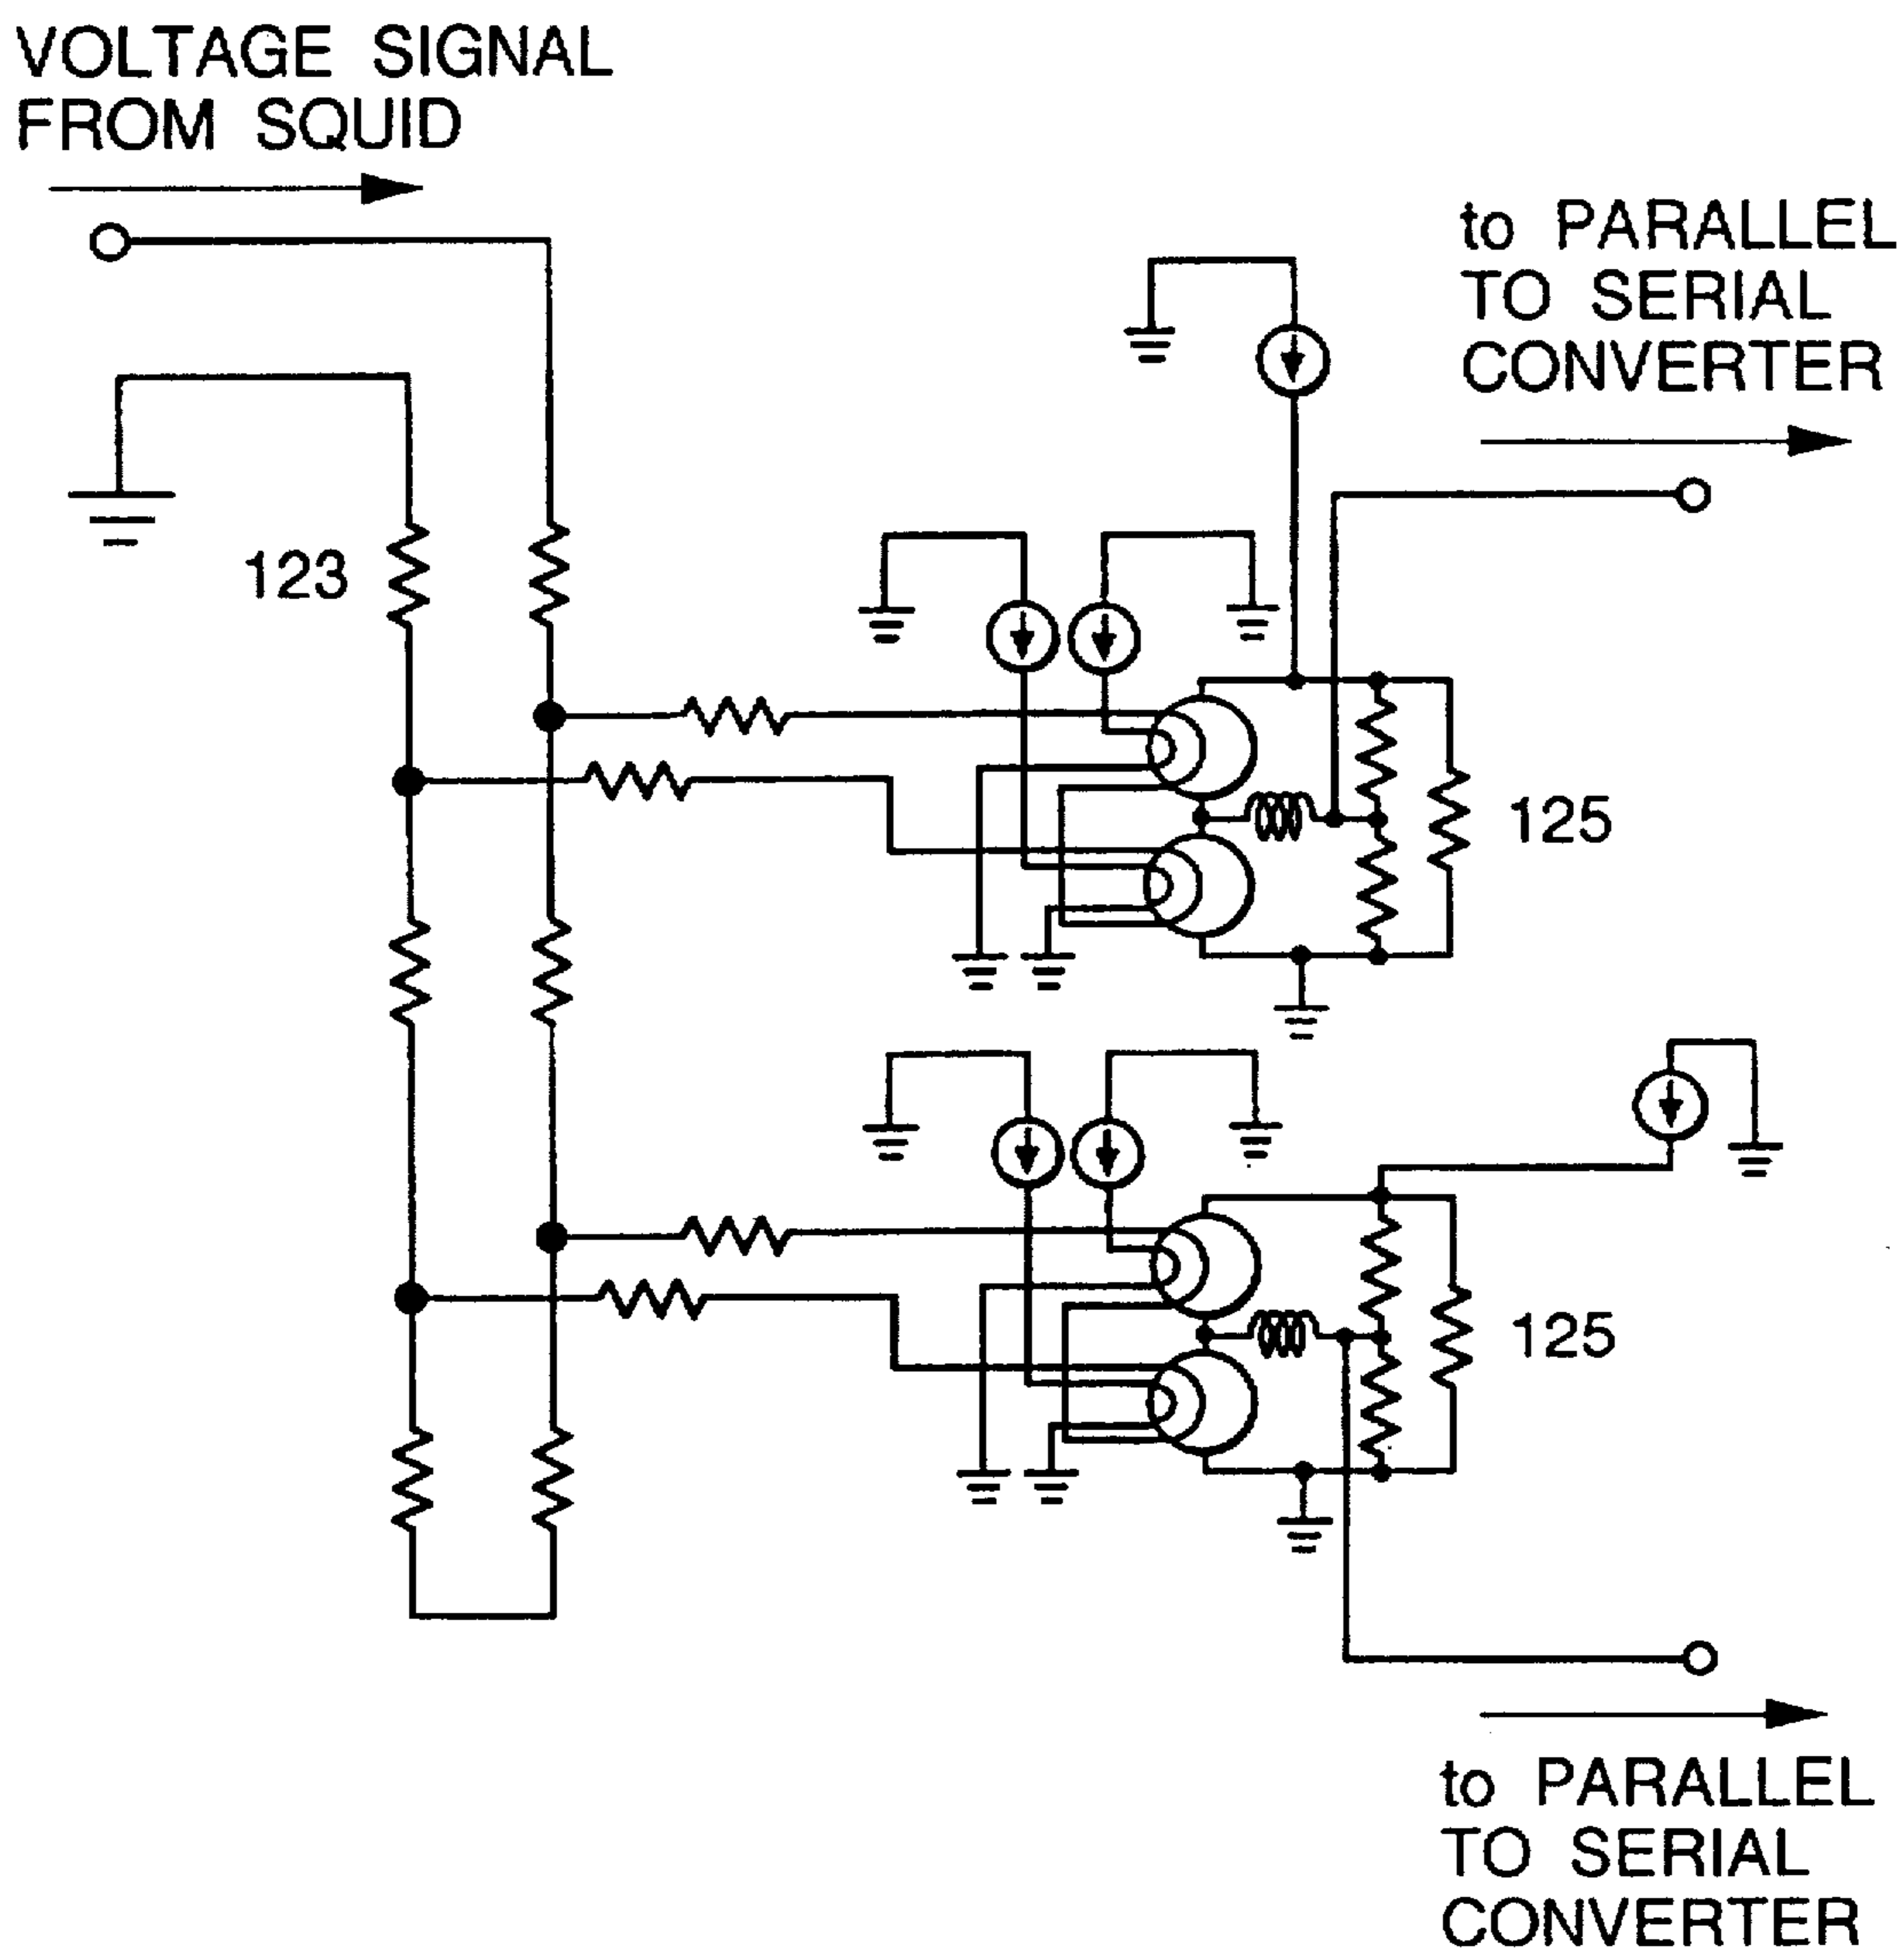 VOLTAGE SIGNAL
FROM SQUID
to PARALLEL
TO SERIAL
CONVERTER
123
125
125
to PARALLEL
TO SERIAL
CONVERTER